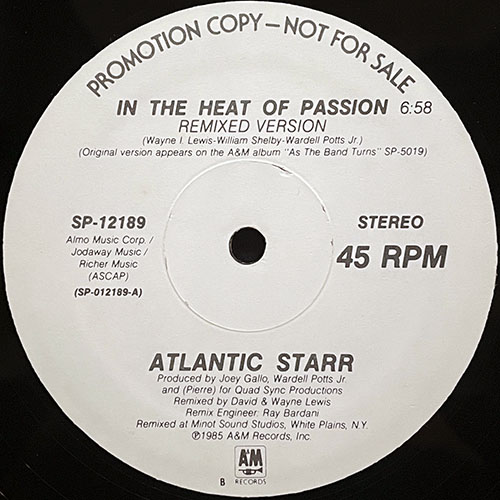 PROMOTION COPY—NOT FOR SALE
IN THE HEAT OF PASSION 6:58
REMIXED VERSION
(Wayne I. Lewis-William Shelby-Wardell Potts Jr.)
(Original version appears on the A&M album "As The Band Turns" SP-5019)
SP-12189
Almo Music Corp./
Jodaway Music/
Richer Music
(ASCAP)
(SP-012189-A)
STEREO
45 RPM
ATLANTIC STARR
Produced by Joey Gallo, Wardell Potts Jr.
and (Pierre) for Quad Sync Productions
Remixed by David & Wayne Lewis
Remix Engineer: Ray Bardani
Remixed at Minot Sound Studios, White Plains, N.Y.
℗1985 A&M Records, Inc.
A&M
RECORDS
B